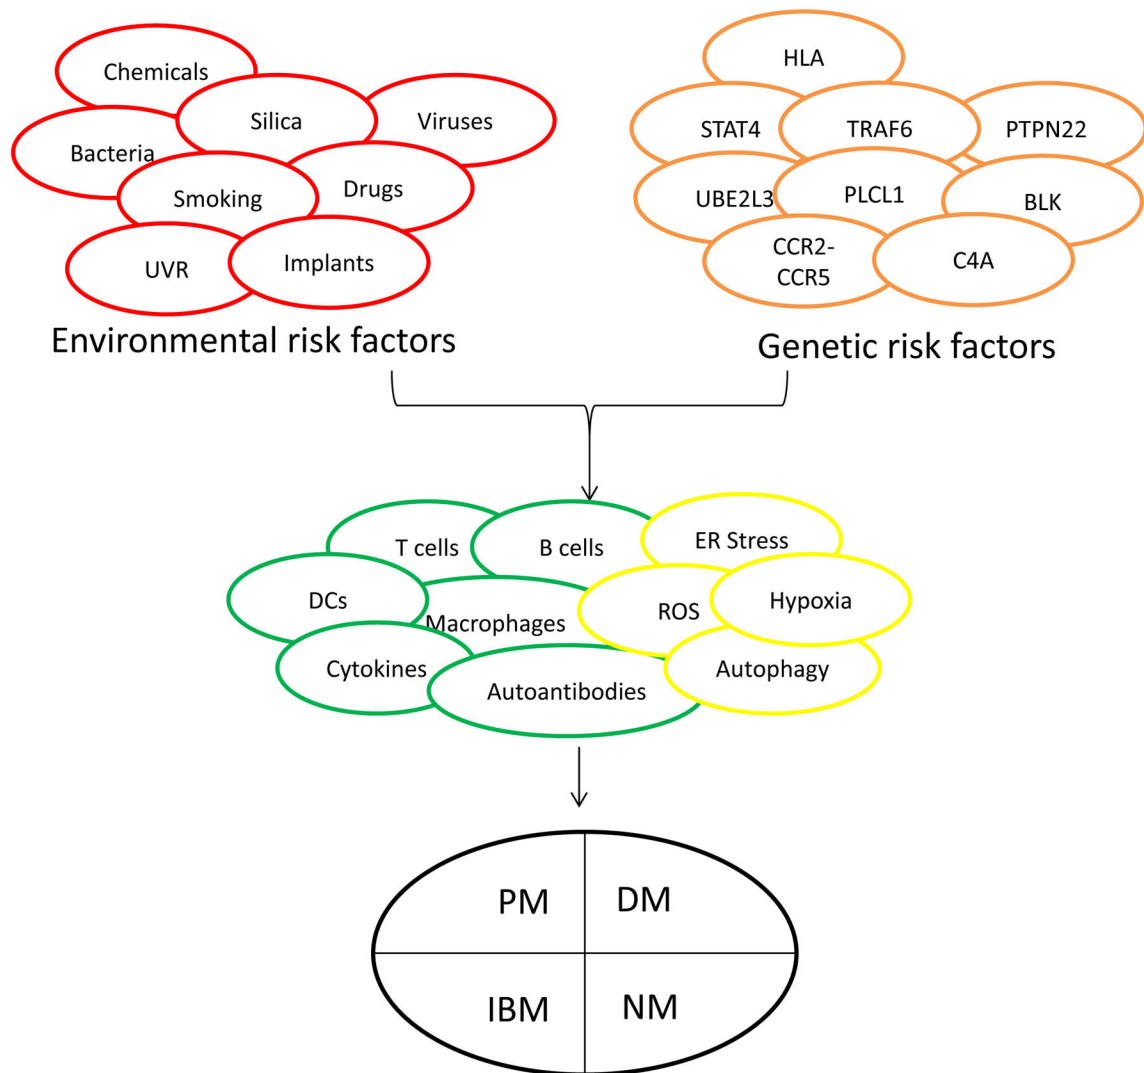 Chemicals
Silica
Viruses
Bacteria
Smoking
Drugs
UVR
Implants
Environmental risk factors
HLA
STAT4
TRAF6
PTPN22
UBE2L3
PLCL1
BLK
CCR2-
CCR5
C4A
Genetic risk factors
T cells
B cells
ER Stress
DCs
Macrophages
ROS
Hypoxia
Cytokines
Autoantibodies
Autophagy
PM
DM
IBM
NM